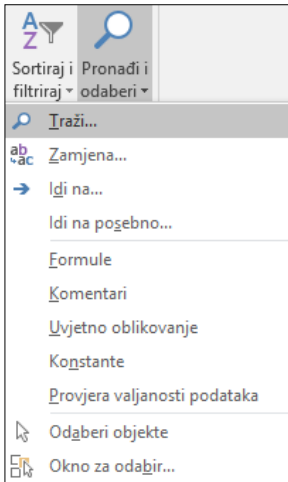 Sortiraj i
filtriraj
Pronađi i
odaberi
Traži...
Zamjena...
Idi na...
Idi na posebno...
Formule
Komentari
Uvjetno oblikovanje
Konstante
Provjera valjanosti podataka
Odaberi objekte
Okno za odabir...